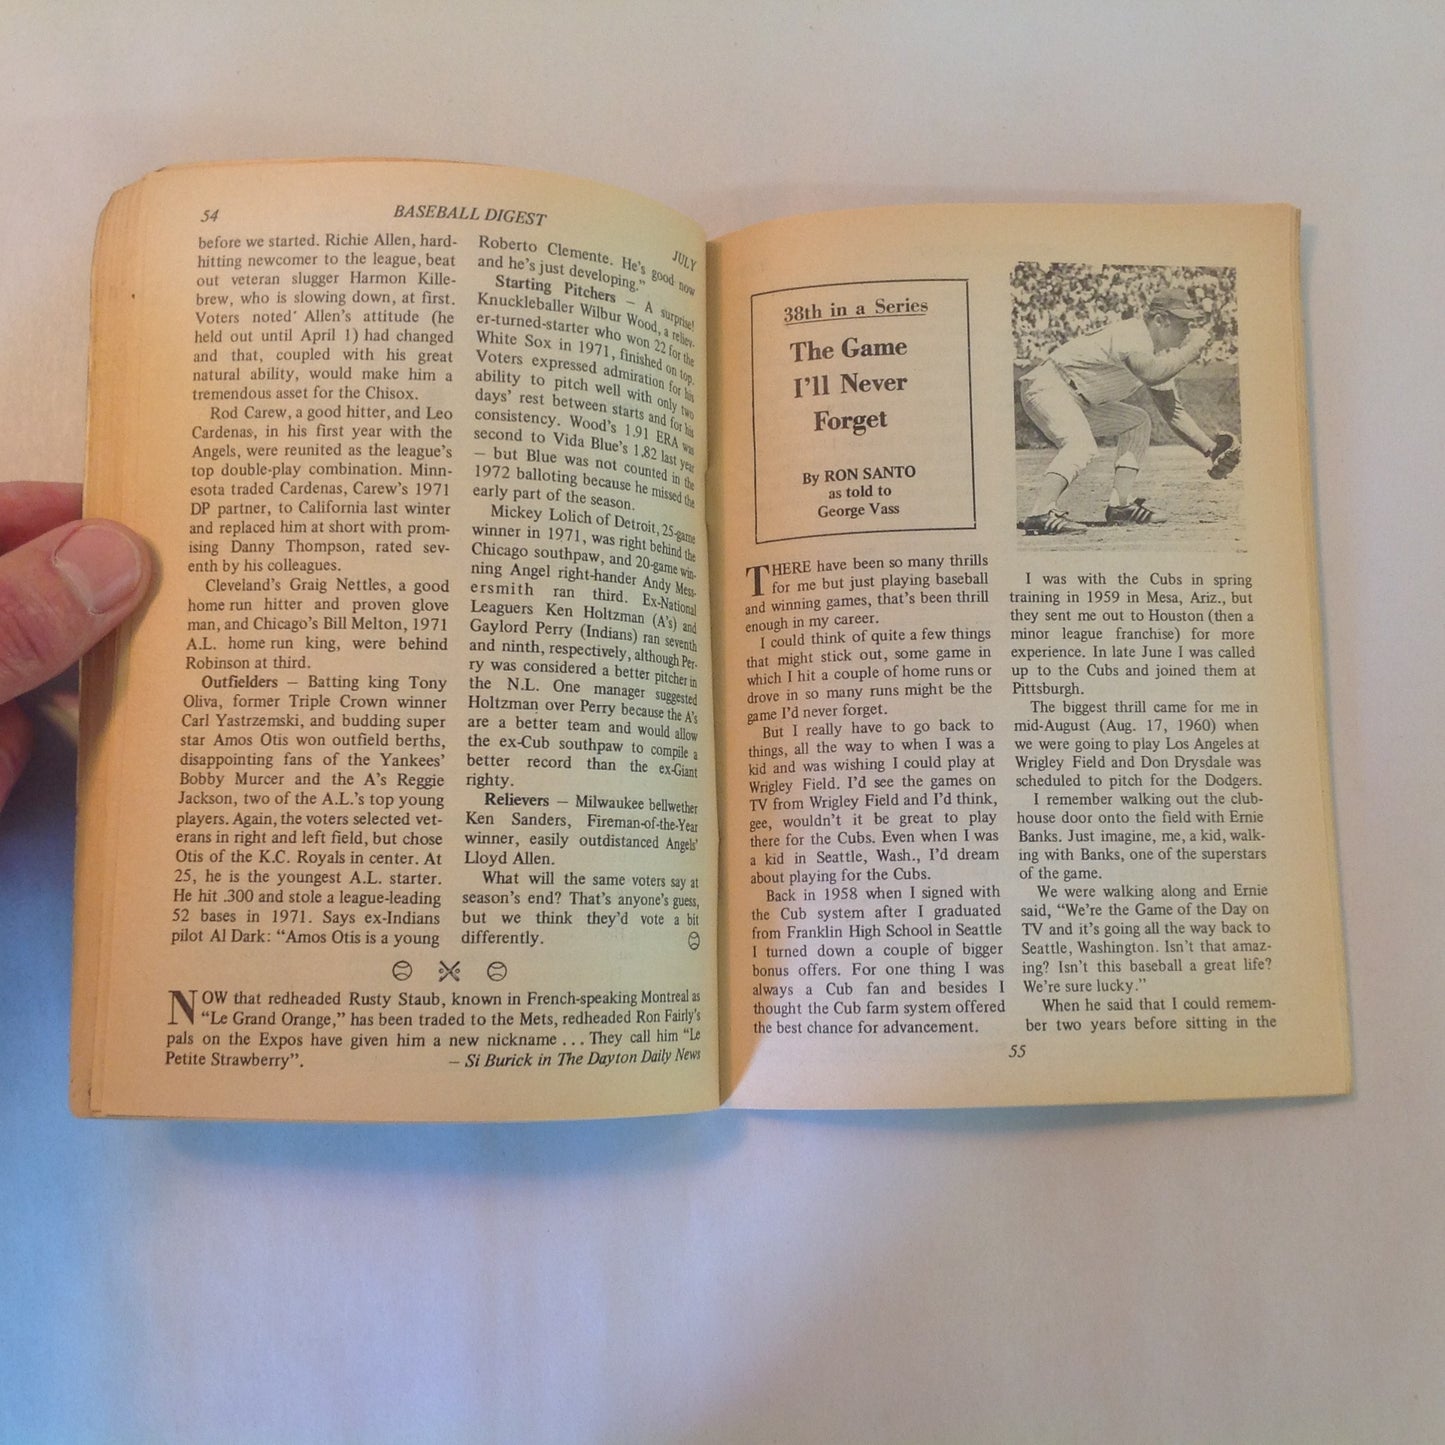 54
BASEBALL DIGEST
JULY
before we started. Richie Allen, hard-
hitting newcomer to the league, beat
out veteran slugger Harmon Kille-
brew, who is slowing down, at first.
Voters noted Allen's attitude (he
held out until April 1) had changed
and that, coupled with his great
natural ability, would make him a
tremendous asset for the Chisox.
Rod Carew, a good hitter, and Leo
Cardenas, in his first year with the
Angels, were reunited as the league's
top double-play combination. Minn-
esota traded Cardenas, Carew's 1971
DP partner, to California last winter
and replaced him at short with prom-
ising Danny Thompson, rated sev-
enth by his colleagues.
Cleveland's Graig Nettles, a good
home run hitter and proven glove
man, and Chicago's Bill Melton, 1971
A.L. home run king, were behind
Robinson at third.
Outfielders – Batting king Tony
Oliva, former Triple Crown winner
Carl Yastrzemski, and budding super
star Amos Otis won outfield berths,
disappointing fans of the Yankees'
Bobby Murcer and the A's Reggie
Jackson, two of the A.L.'s top young
players. Again, the voters selected vet-
erans in right and left field, but chose
Otis of the K.C. Royals in center. At
25, he is the youngest A.L. starter.
He hit .300 and stole a league-leading
52 bases in 1971. Says ex-Indians
pilot Al Dark: "Amos Otis is a young
Roberto Clemente. He's good now
and he's just developing."
Starting Pitchers – A surprise!
Knuckleballer Wilbur Wood, a reliev-
er-turned-starter who won 22 for the
White Sox in 1971, finished on top.
Voters expressed admiration for his
ability to pitch well with only two
days' rest between starts and for his
consistency. Wood's 1.91 ERA was
second to Vida Blue's 1.82 last year
– but Blue was not counted in the
1972 balloting because he missed the
early part of the season.
Mickey Lolich of Detroit, 25-game
winner in 1971, was right behind the
Chicago southpaw, and 20-game win-
ning Angel right-hander Andy Mess-
ersmith ran third. Ex-National
Leaguers Ken Holtzman (A's) and
Gaylord Perry (Indians) ran seventh
and ninth, respectively, although Per-
ry was considered a better pitcher in
the N.L. One manager suggested
Holtzman over Perry because the A's
are a better team and would allow
the ex-Cub southpaw to compile a
better record than the ex-Giant
righty.
Relievers – Milwaukee bellwether
Ken Sanders, Fireman-of-the-Year
winner, easily outdistanced Angels'
Lloyd Allen.
What will the same voters say at
season's end? That's anyone's guess,
but we think they'd vote a bit
differently.
NOW that redheaded Rusty Staub, known in French-speaking Montreal as
"Le Grand Orange," has been traded to the Mets, redheaded Ron Fairly's
pals on the Expos have given him a new nickname . . . They call him "Le
Petite Strawberry".
– Si Burick in The Dayton Daily News
38th in a Series
The Game
I'll Never
Forget
By RON SANTO
as told to
George Vass
THERE have been so many thrills
for me but just playing baseball
and winning games, that's been thrill
enough in my career.
I could think of quite a few things
that might stick out, some game in
which I hit a couple of home runs or
drove in so many runs might be the
game I'd never forget.
But I really have to go back to
things, all the way to when I was a
kid and was wishing I could play at
Wrigley Field. I'd see the games on
TV from Wrigley Field and I'd think,
gee, wouldn't it be great to play
there for the Cubs. Even when I was
a kid in Seattle, Wash., I'd dream
about playing for the Cubs.
Back in 1958 when I signed with
the Cub system after I graduated
from Franklin High School in Seattle
I turned down a couple of bigger
bonus offers. For one thing I was
always a Cub fan and besides I
thought the Cub farm system offered
the best chance for advancement.
I was with the Cubs in spring
training in 1959 in Mesa, Ariz., but
they sent me out to Houston (then a
minor league franchise) for more
experience. In late June I was called
up to the Cubs and joined them at
Pittsburgh.
The biggest thrill came for me in
mid-August (Aug. 17, 1960) when
we were going to play Los Angeles at
Wrigley Field and Don Drysdale was
scheduled to pitch for the Dodgers.
I remember walking out the club-
house door onto the field with Ernie
Banks. Just imagine, me, a kid, walk-
ing with Banks, one of the superstars
of the game.
We were walking along and Ernie
said, "We're the Game of the Day on
TV and it's going all the way back to
Seattle, Washington. Isn't that amaz-
ing? Isn't this baseball a great life?
We're sure lucky."
When he said that I could remem-
ber two years before sitting in the
55